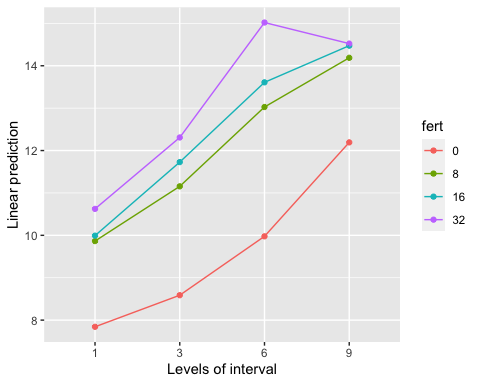 14
12
10
8
Linear prediction
1 3 6 9
Levels of interval
fert
0
8
16
32